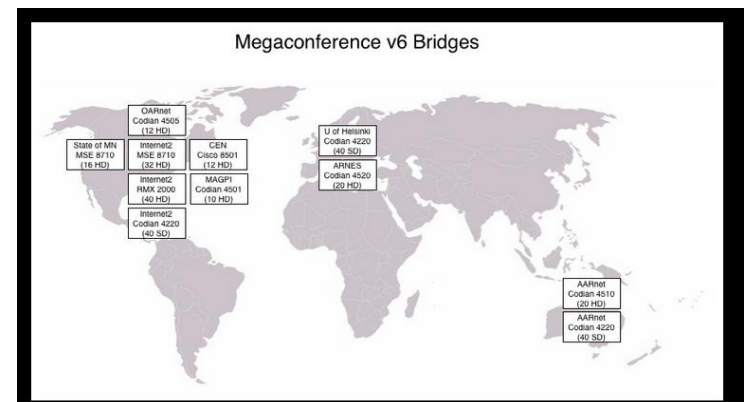 Megaconference v6 Bridges
OARnet
Codian 4505
(12 HD)
State of MN
MSE 8710
(16 HD)
Internet2
MSE 8710
(32 HD)
CEN
Cisco 8501
(12 HD)
Internet2
RMX 2000
(40 HD)
MAGPI
Codian 4501
(10 HD)
Internet2
Codian 4220
(40 SD)
U of Helsinki
Codian 4220
(40 SD)
ARNES
Codian 4520
(20 HD)
AARnet
Codian 4510
(20 HD)
AARnet
Codian 4220
(40 SD)